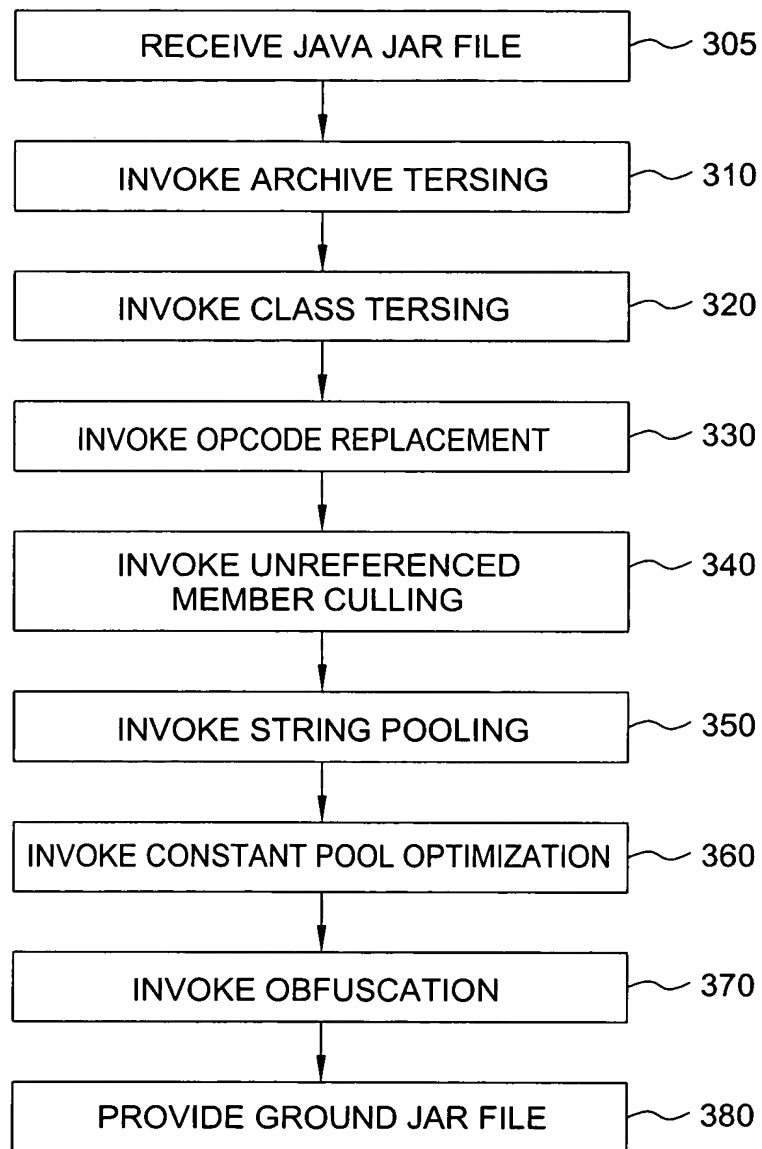 RECEIVE JAVA JAR FILE 305
INVOKE ARCHIVE TERSING 310
INVOKE CLASS TERSING 320
INVOKE OPCODE REPLACEMENT 330
INVOKE UNREFERENCED 340
MEMBER CULLING
INVOKE STRING POOLING 350
INVOKE CONSTANT POOL OPTIMIZATION 360
INVOKE OBFUSCATION 370
PROVIDE GROUND JAR FILE 380